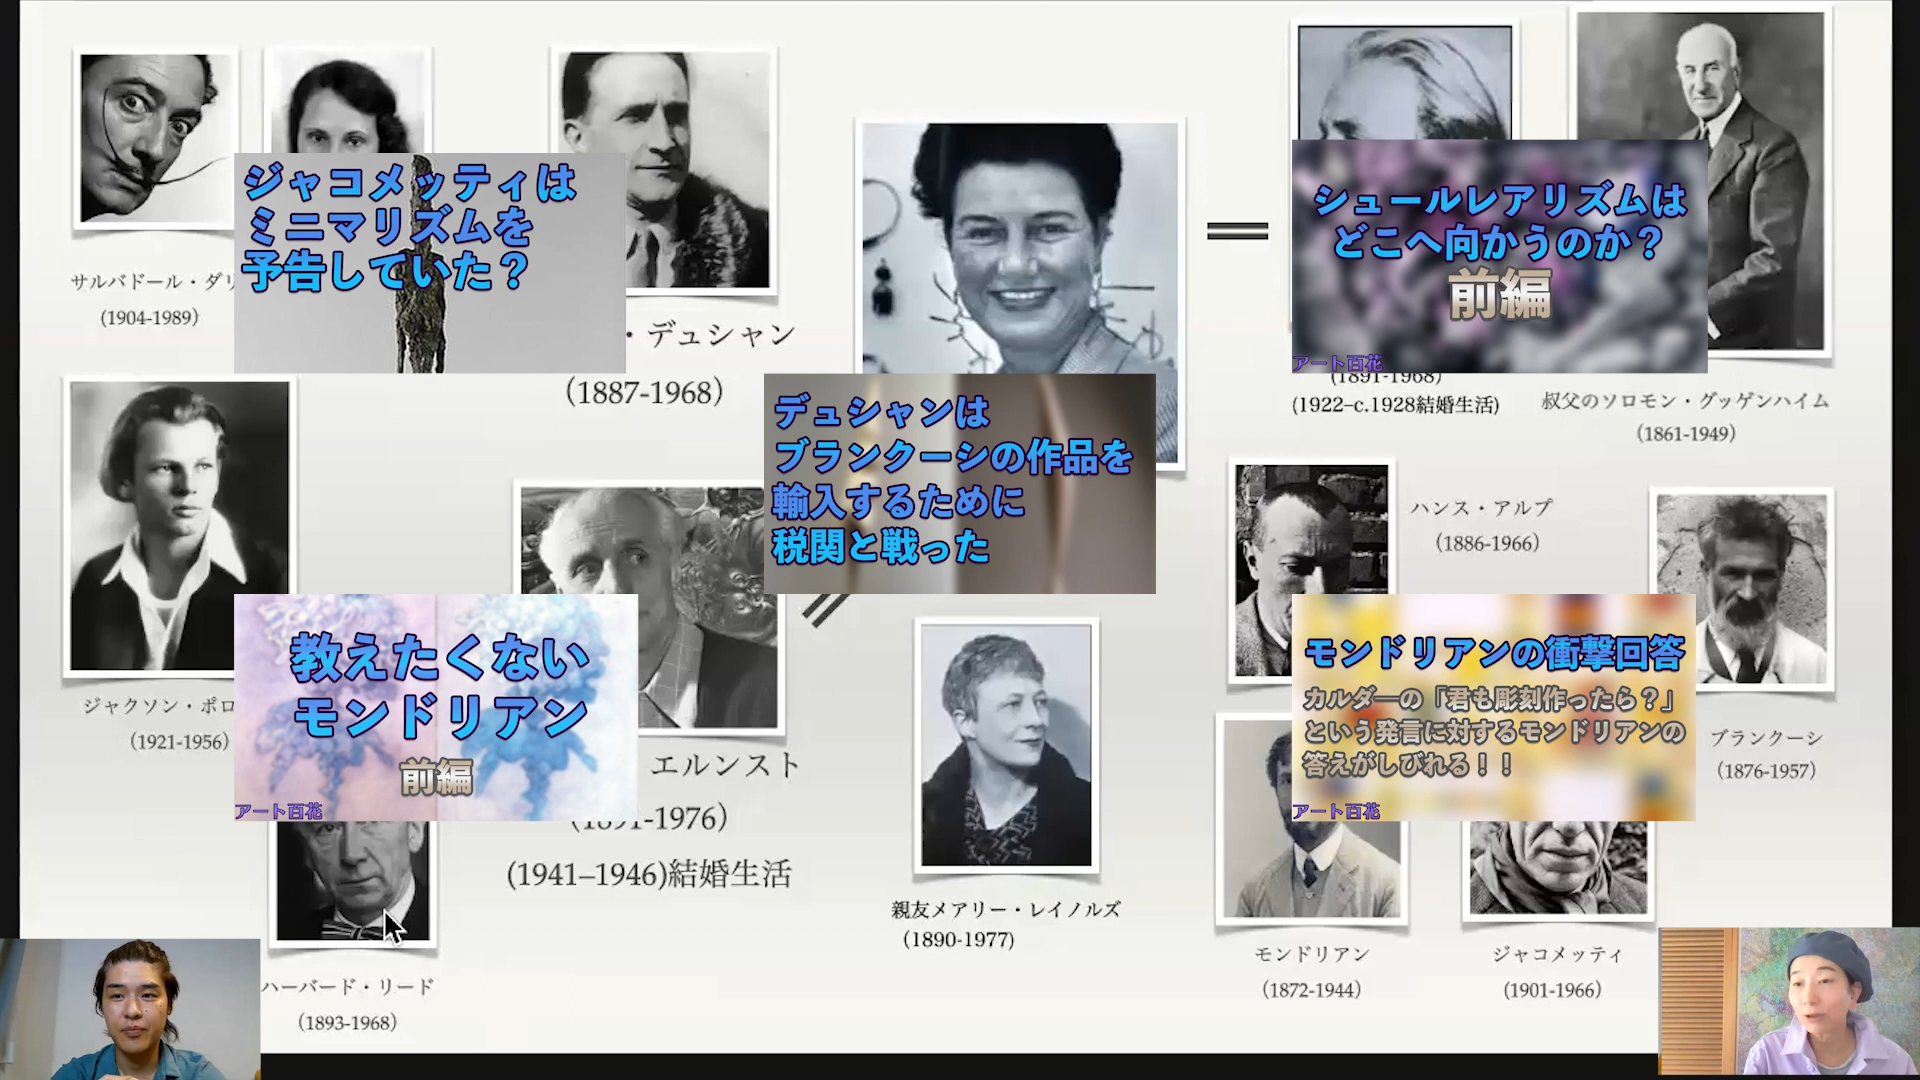 サルバドール・ダリ
(1904-1989)
ジャコメッティは
ミニマリズムを
予告していた？
・デュシャン
(1887-1968)
シュールレアリズムは
どこへ向かうのか？
前編
アート百花
(1891-1968)
(1922–c.1928結婚生活)
叔父のソロモン・グッゲンハイム
(1861-1949)
デュシャンは
ブランクーシの作品を
輸入するために
税関と戦った
ハンス・アルプ
(1886-1966)
ジャクソン・ポロ
(1921-1956)
教えたくない
モンドリアン
前編
アート百花
エルンスト
(1891-1976)
(1941–1946)結婚生活
モンドリアンの衝撃回答
カルダーの「君も彫刻作ったら？」
という発言に対するモンドリアンの
答えがしびれる！！
アート百花
ブランクーシ
(1876-1957)
親友メアリー・レイノルズ
(1890-1977)
モンドリアン
(1872-1944)
ジャコメッティ
(1901-1966)
ハーバード・リード
(1893-1968)